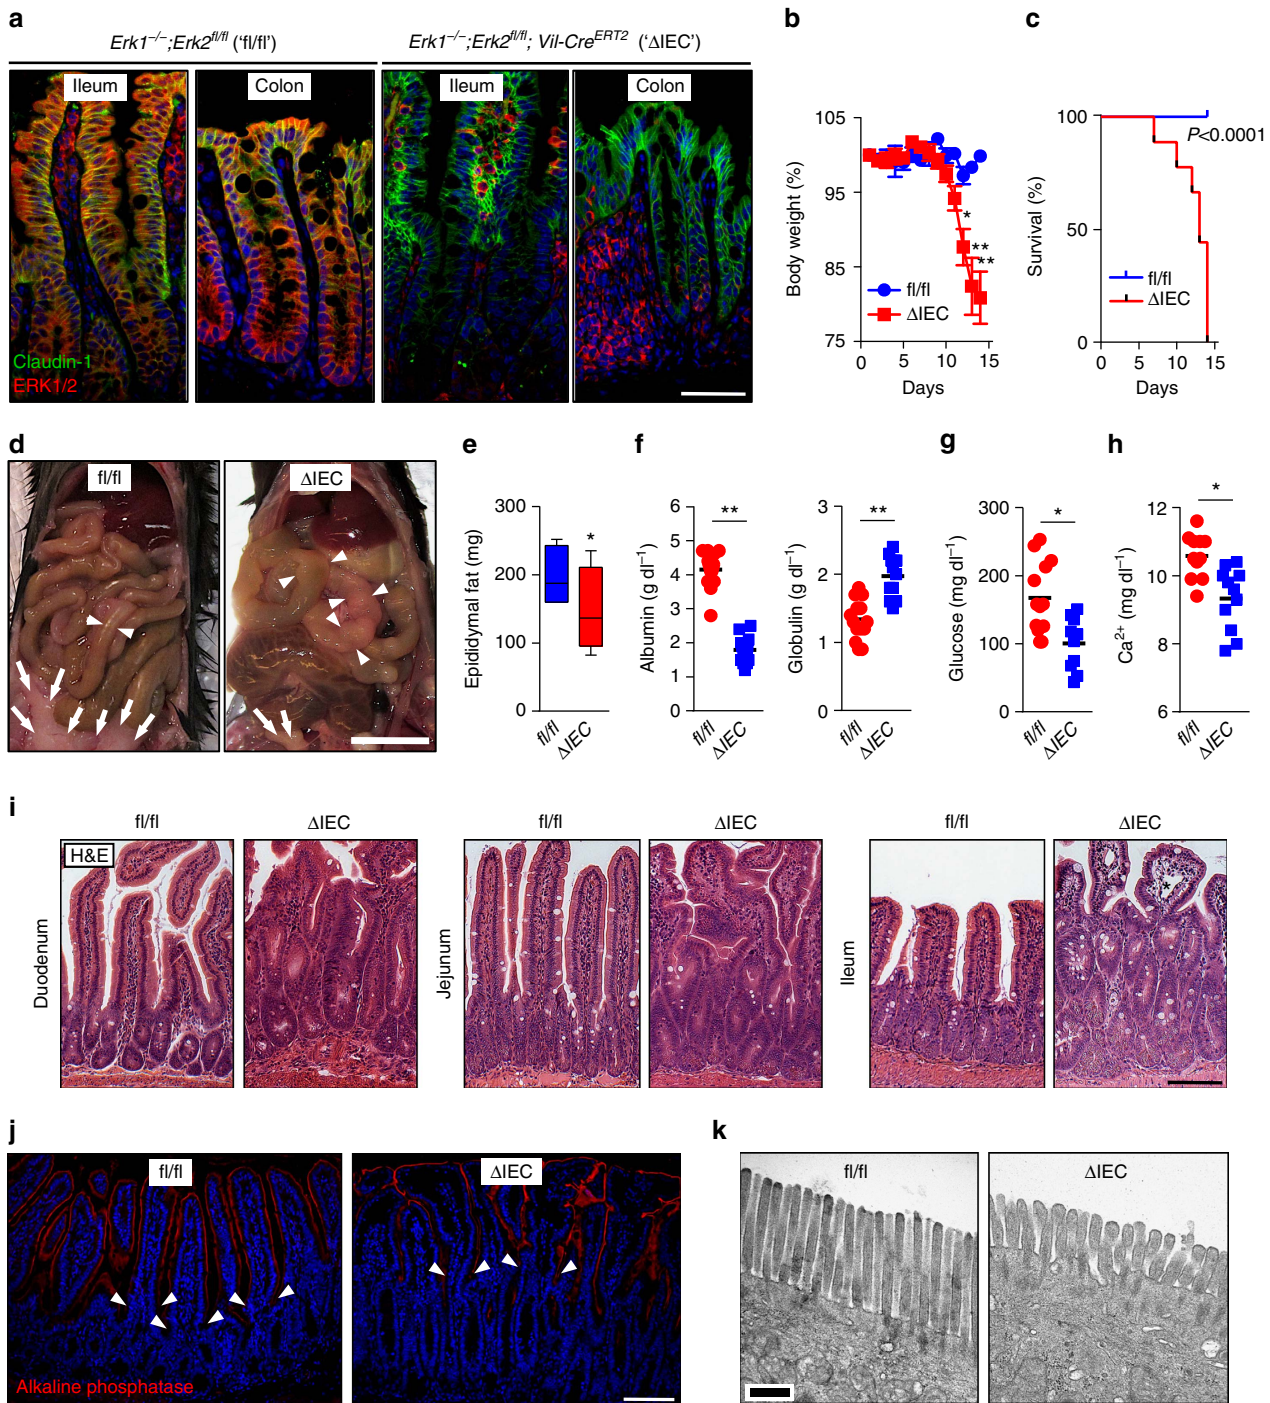 a
Erk1⁻/⁻;Erk2^fl/fl ('fl/fl')
Erk1⁻/⁻;Erk2^fl/fl; Vil-Cre^ERT2 ('ΔIEC')
Ileum
Colon
Ileum
Colon
Claudin-1
ERK1/2
b
105
95
85
75
Body weight (%)
*
**
**
fl/fl
ΔIEC
0
5
10
15
Days
c
100
50
0
Survival (%)
P<0.0001
fl/fl
ΔIEC
0
5
10
15
Days
d
fl/fl
ΔIEC
e
300
200
100
0
Epididymal fat (mg)
*
fl/fl
ΔIEC
f
6
5
4
3
2
1
0
Albumin (g dl⁻¹)
**
fl/fl
ΔIEC
3
2
1
0
Globulin (g dl⁻¹)
**
fl/fl
ΔIEC
g
300
200
100
0
Glucose (mg dl⁻¹)
*
fl/fl
ΔIEC
h
12
10
8
6
Ca²⁺ (mg dl⁻¹)
*
fl/fl
ΔIEC
i
fl/fl
ΔIEC
fl/fl
ΔIEC
fl/fl
ΔIEC
H&E
Duodenum
Jejunum
Ileum
*
j
fl/fl
ΔIEC
Alkaline phosphatase
k
fl/fl
ΔIEC